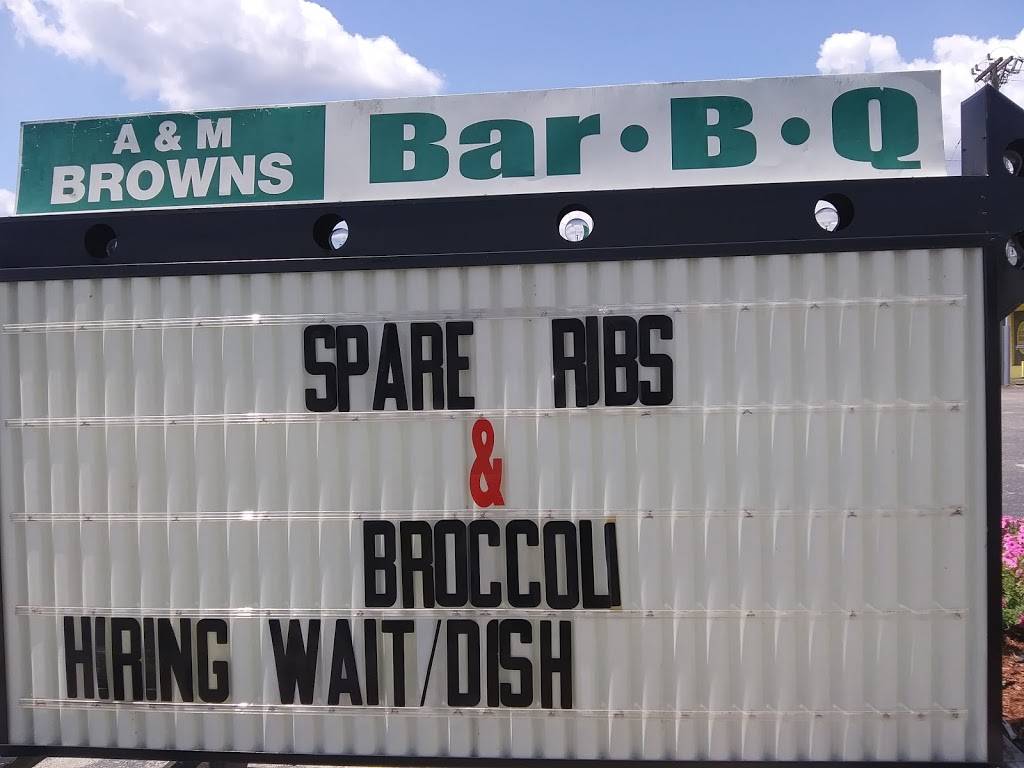 A & M
BROWNS
Bar • B • Q
SPARE RIBS
&
BROCCOLI
HIRING WAIT/DISH